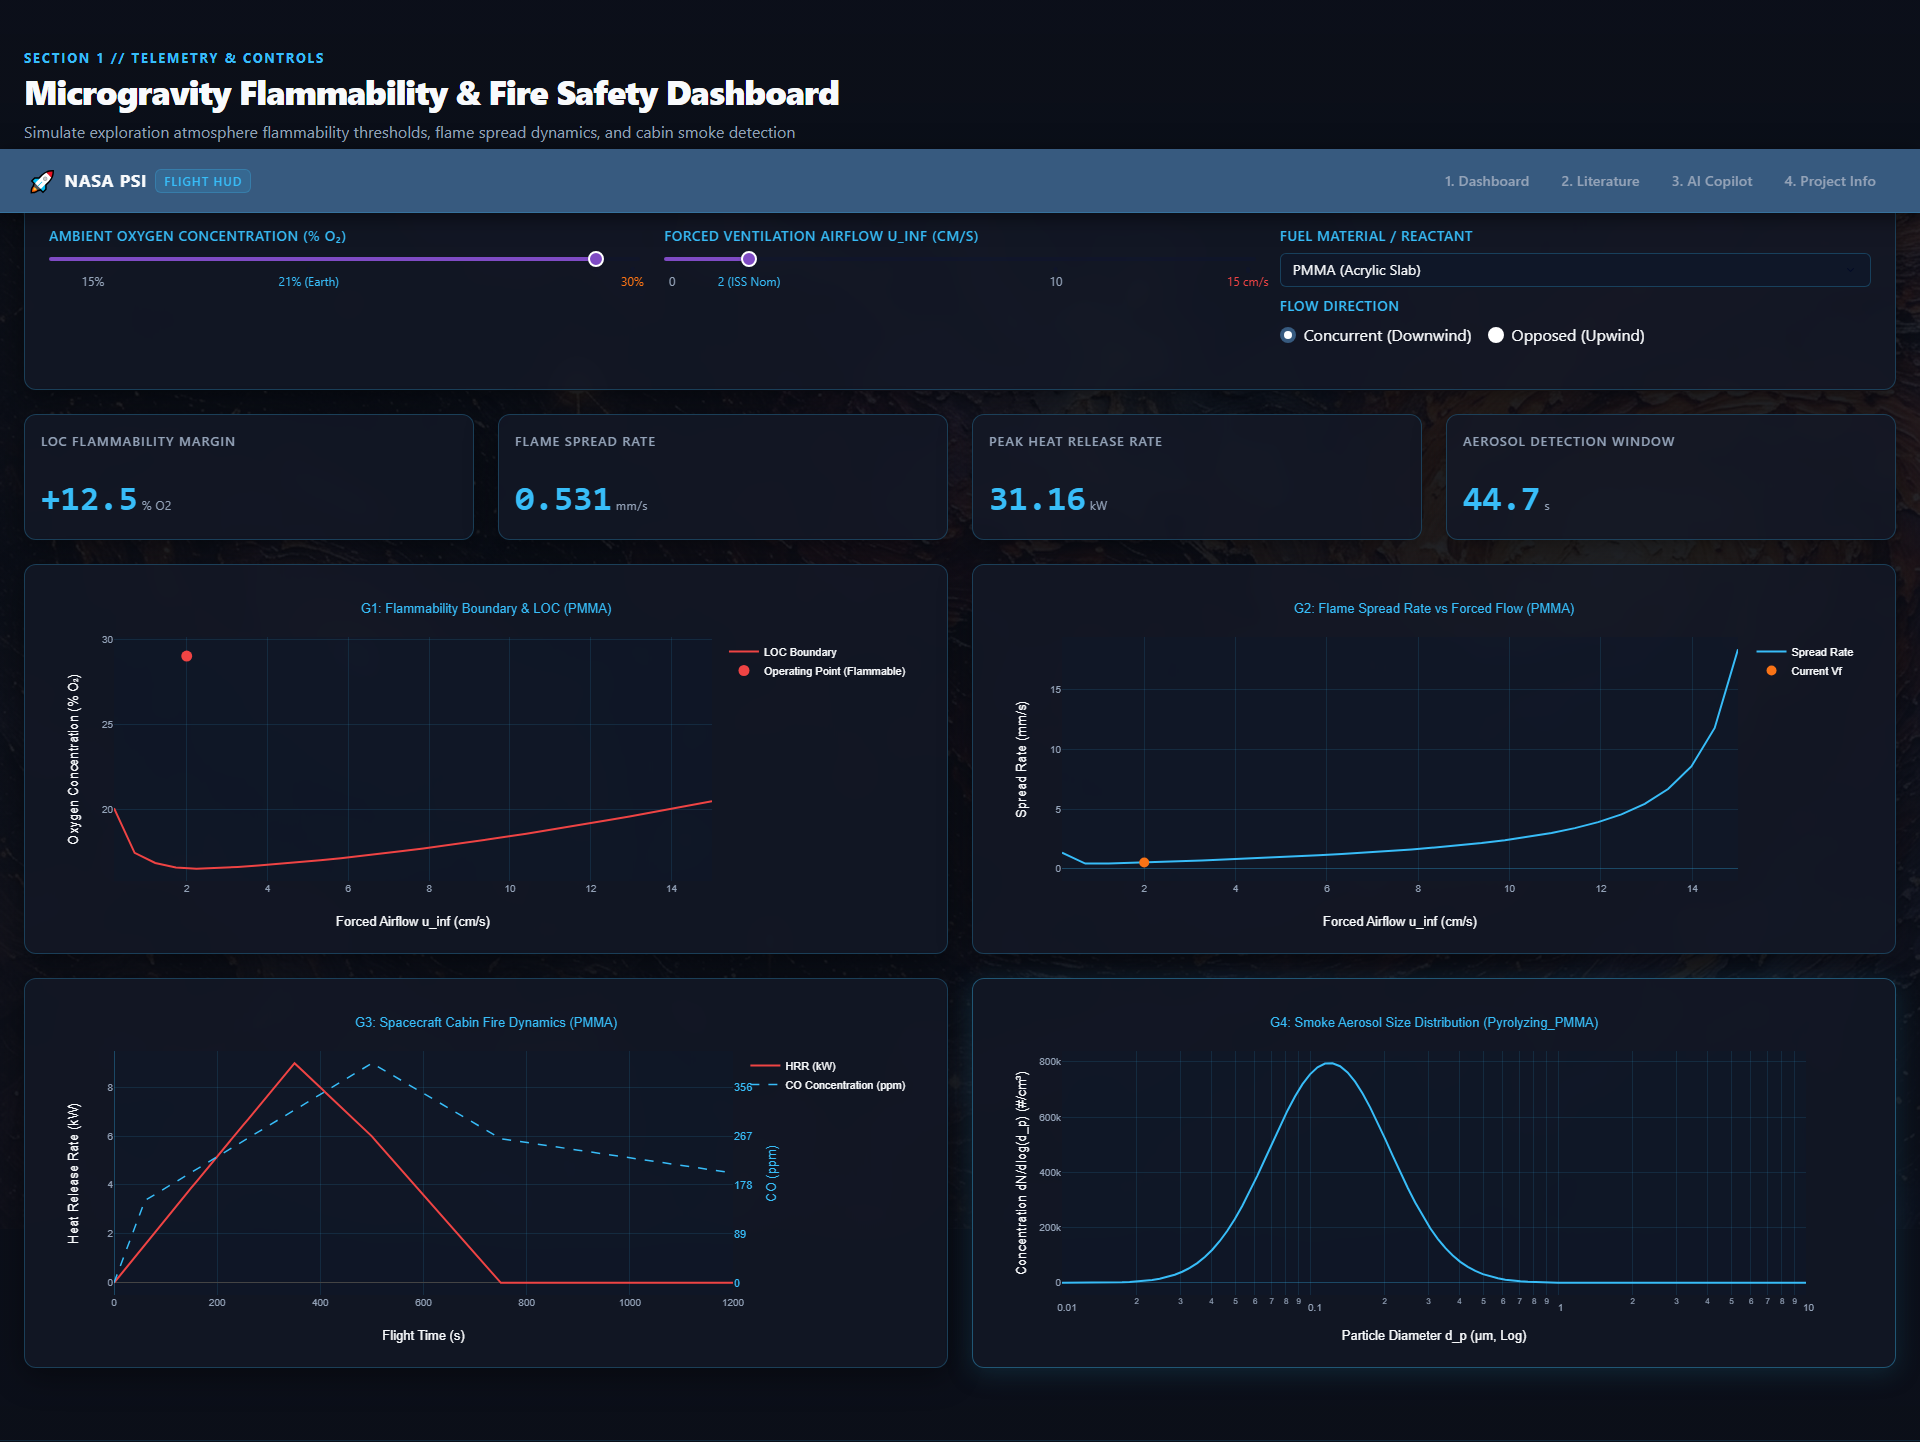 SECTION 1 // TELEMETRY & CONTROLS
Microgravity Flammability & Fire Safety Dashboard
Simulate exploration atmosphere flammability thresholds, flame spread dynamics, and cabin smoke detection
NASA PSI FLIGHT HUD 1. Dashboard 2. Literature 3. AI Copilot 4. Project Info
AMBIENT OXYGEN CONCENTRATION (% O₂)
15% 21% (Earth) 30%
FORCED VENTILATION AIRFLOW U_INF (CM/S)
0 2 (ISS Nom) 10 15 cm/s
FUEL MATERIAL / REACTANT
PMMA (Acrylic Slab)
FLOW DIRECTION
Concurrent (Downwind) Opposed (Upwind)
LOC FLAMMABILITY MARGIN
+12.5 % O2
FLAME SPREAD RATE
0.531 mm/s
PEAK HEAT RELEASE RATE
31.16 kW
AEROSOL DETECTION WINDOW
44.7 s
G1: Flammability Boundary & LOC (PMMA)
Oxygen Concentration (% O₂)
30
25
20
2 4 6 8 10 12 14
Forced Airflow u_inf (cm/s)
LOC Boundary
Operating Point (Flammable)
G2: Flame Spread Rate vs Forced Flow (PMMA)
Spread Rate (mm/s)
15
10
5
0
2 4 6 8 10 12 14
Forced Airflow u_inf (cm/s)
Spread Rate
Current Vf
G3: Spacecraft Cabin Fire Dynamics (PMMA)
Heat Release Rate (kW)
8
6
4
2
0
0 200 400 600 800 1000 1200
Flight Time (s)
356
267
178
89
0
CO (ppm)
HRR (kW)
CO Concentration (ppm)
G4: Smoke Aerosol Size Distribution (Pyrolyzing_PMMA)
Concentration dN/dlog(d_p) (#/cm³)
800k
600k
400k
200k
0
0.01 2 3 4 5 6 7 8 9 0.1 2 3 4 5 6 7 8 9 1 2 3 4 5 6 7 8 9 10
Particle Diameter d_p (μm, Log)